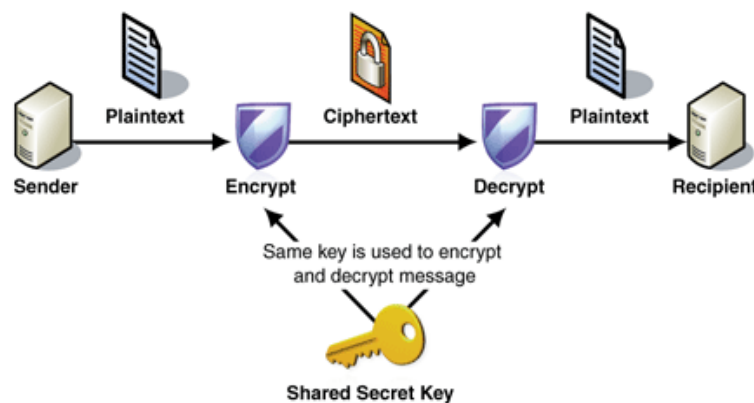 Plaintext
Ciphertext
Plaintext
Sender
Encrypt
Decrypt
Recipient
Same key is used to encrypt
and decrypt message
Shared Secret Key